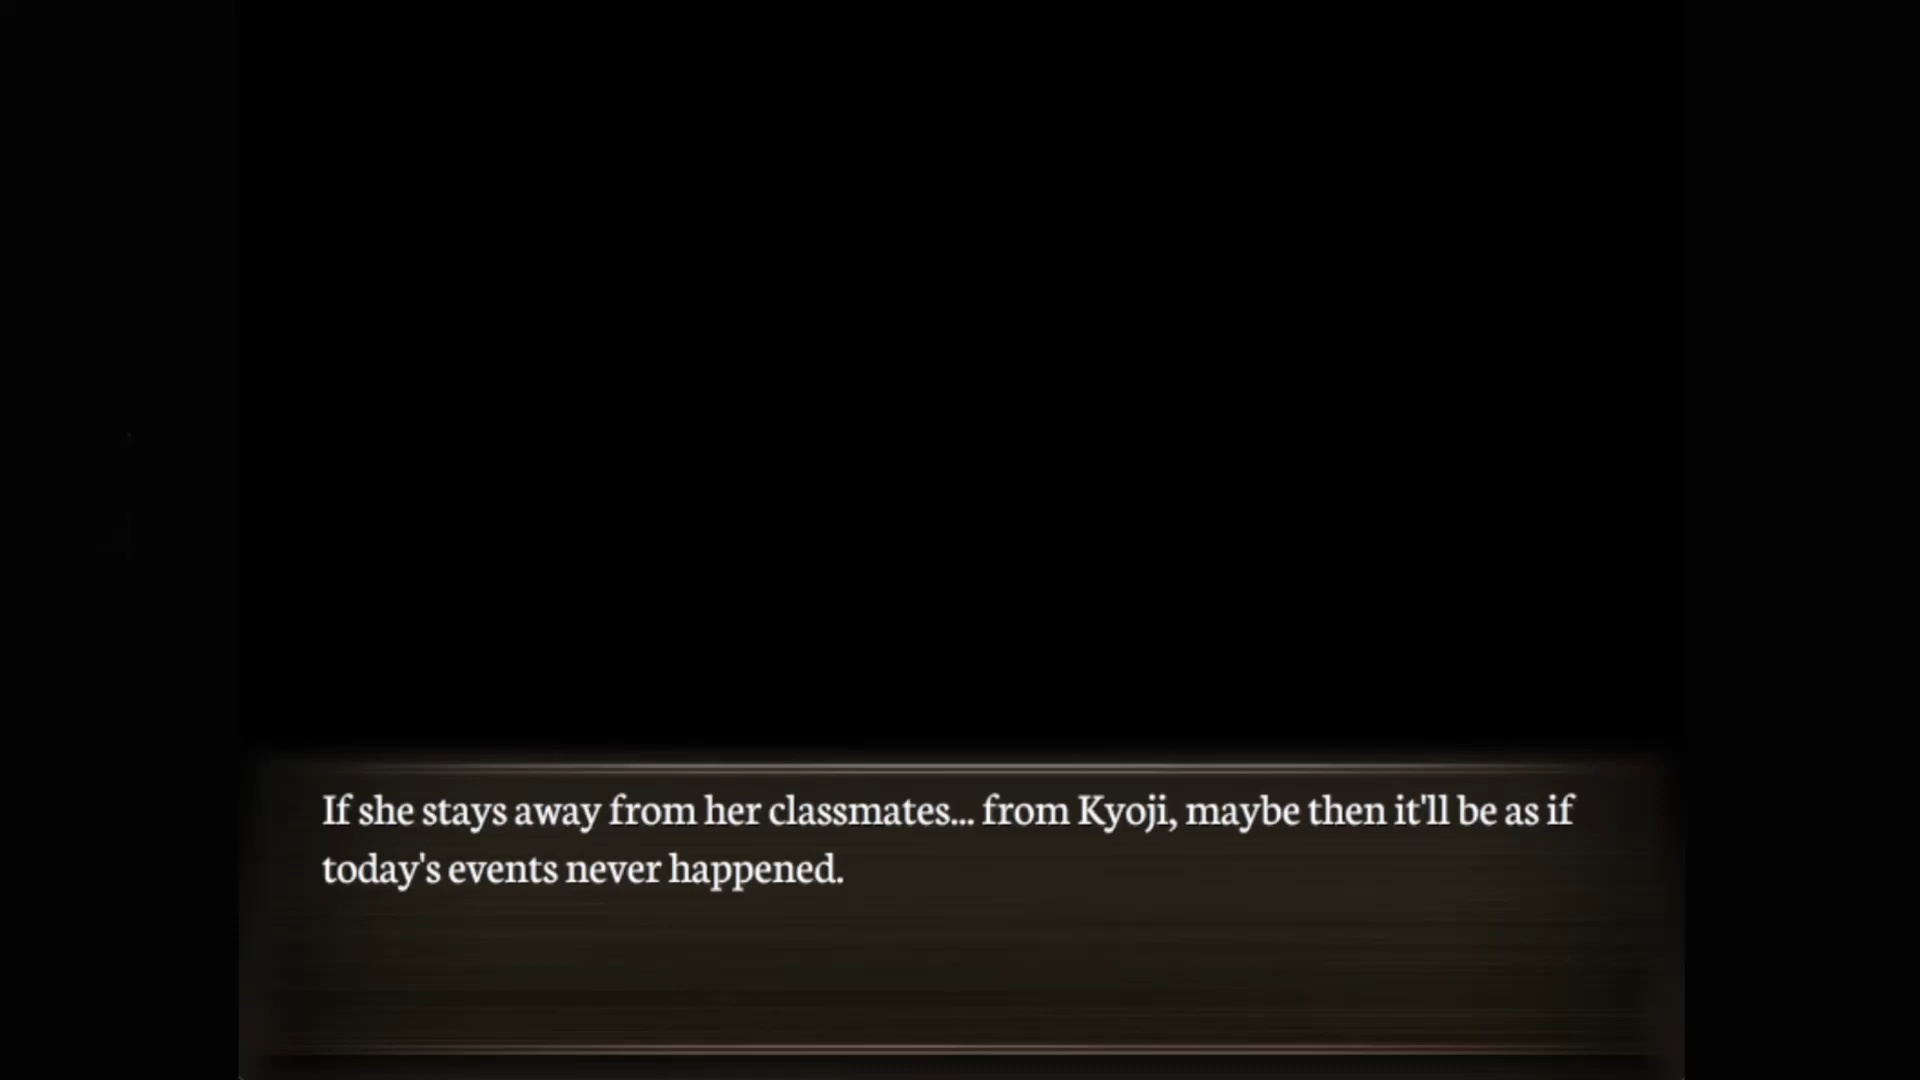 If she stays away from her classmates... from Kyoji, maybe then it'll be as if
today's events never happened.